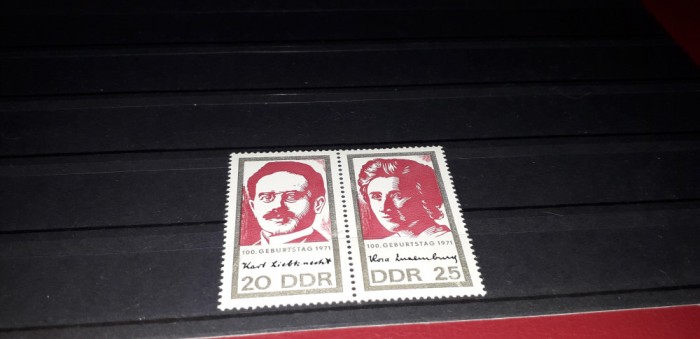 100. GEBURTSTAG 1971
Karl Liebknecht
20 DDR
100. GEBURTSTAG 1971
Rosa Luxemburg
DDR 25